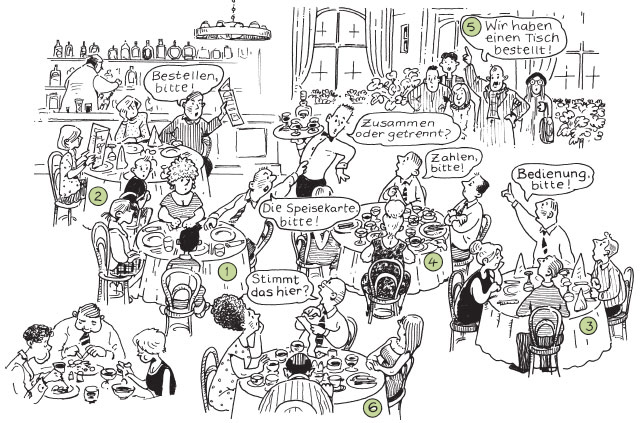 5
Wir haben
einen Tisch
bestellt!
Bestellen,
bitte!
Zusammen
oder getrennt?
Zahlen,
bitte!
Bedienung,
bitte!
2
Die Speisekarte
bitte!
1
4
Stimmt
das hier?
3
6